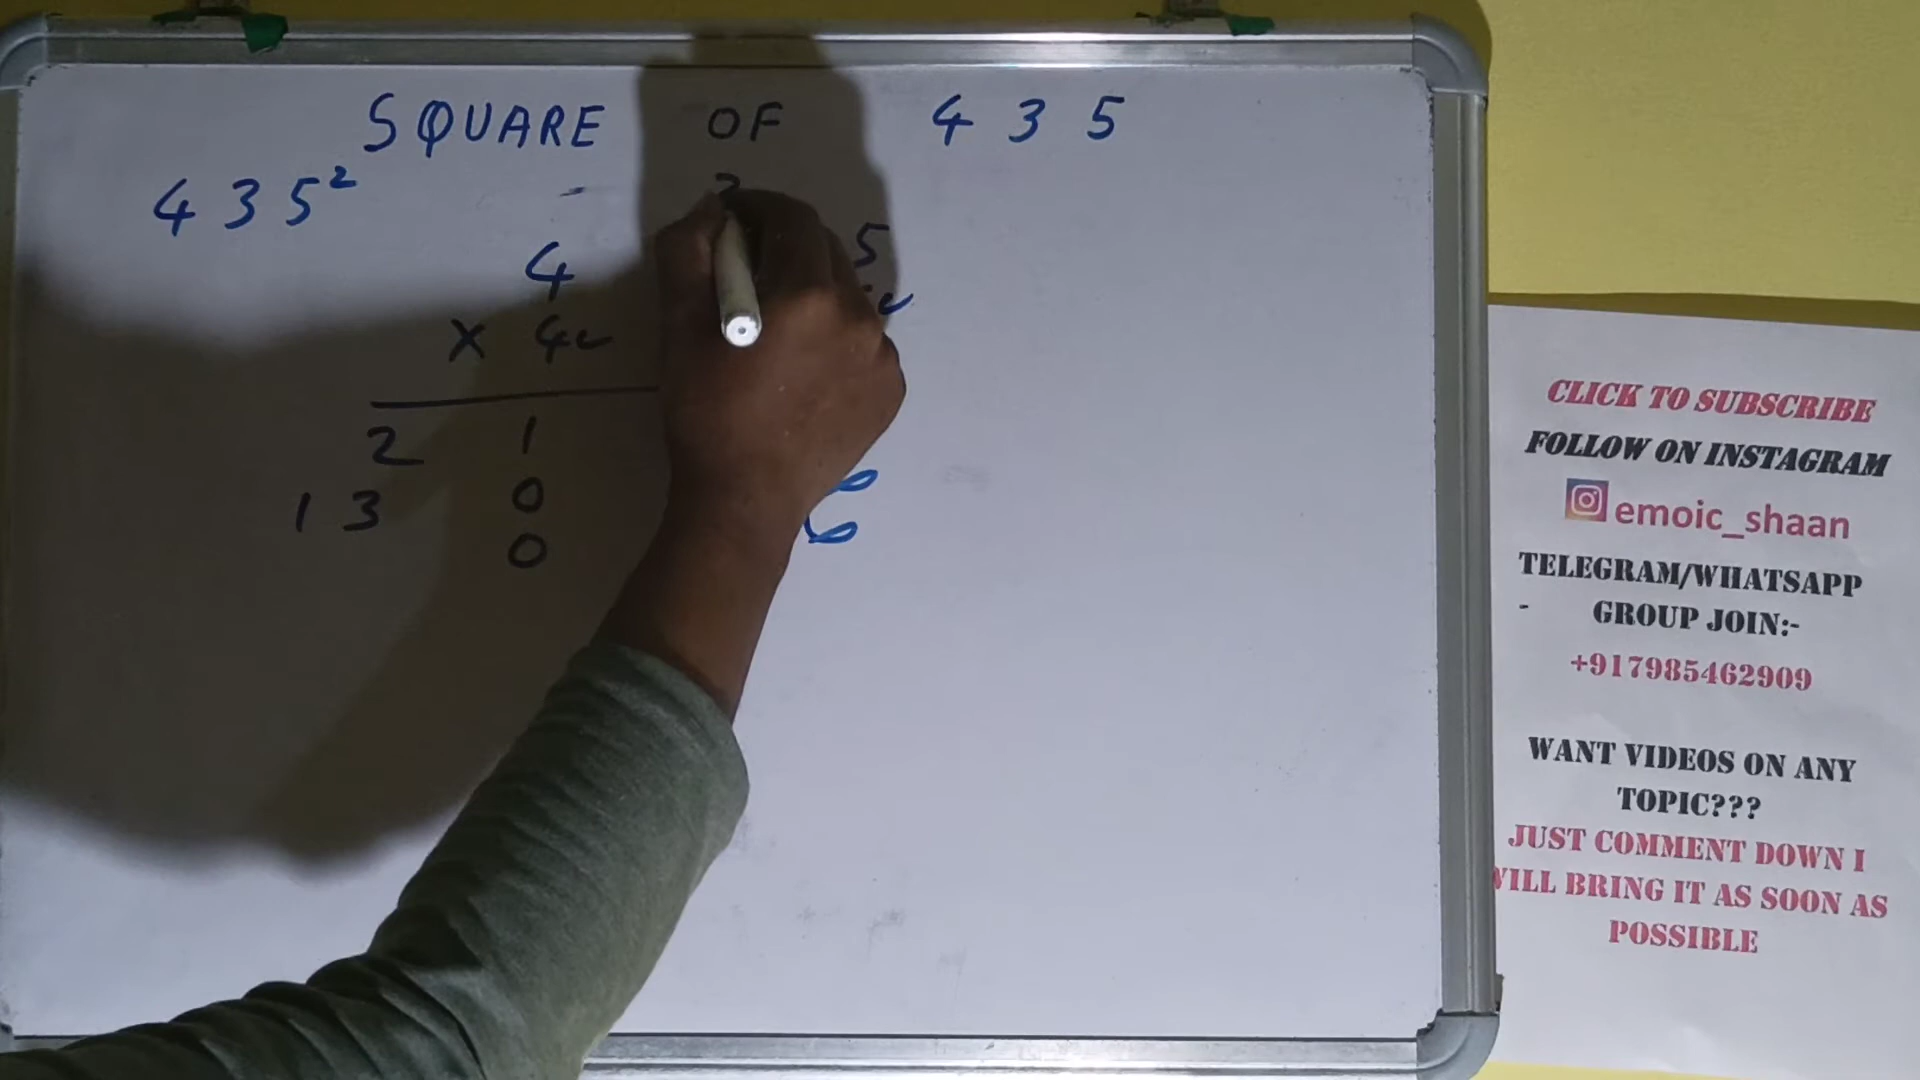 SQUARE OF 435
435²
4 5
X 4
2 1
1 3 0
0
CLICK TO SUBSCRIBE
FOLLOW ON INSTAGRAM
emoic_shaan
TELEGRAM/WHATSAPP
- GROUP JOIN:-
+917985462909
WANT VIDEOS ON ANY
TOPIC???
JUST COMMENT DOWN I
WILL BRING IT AS SOON AS
POSSIBLE